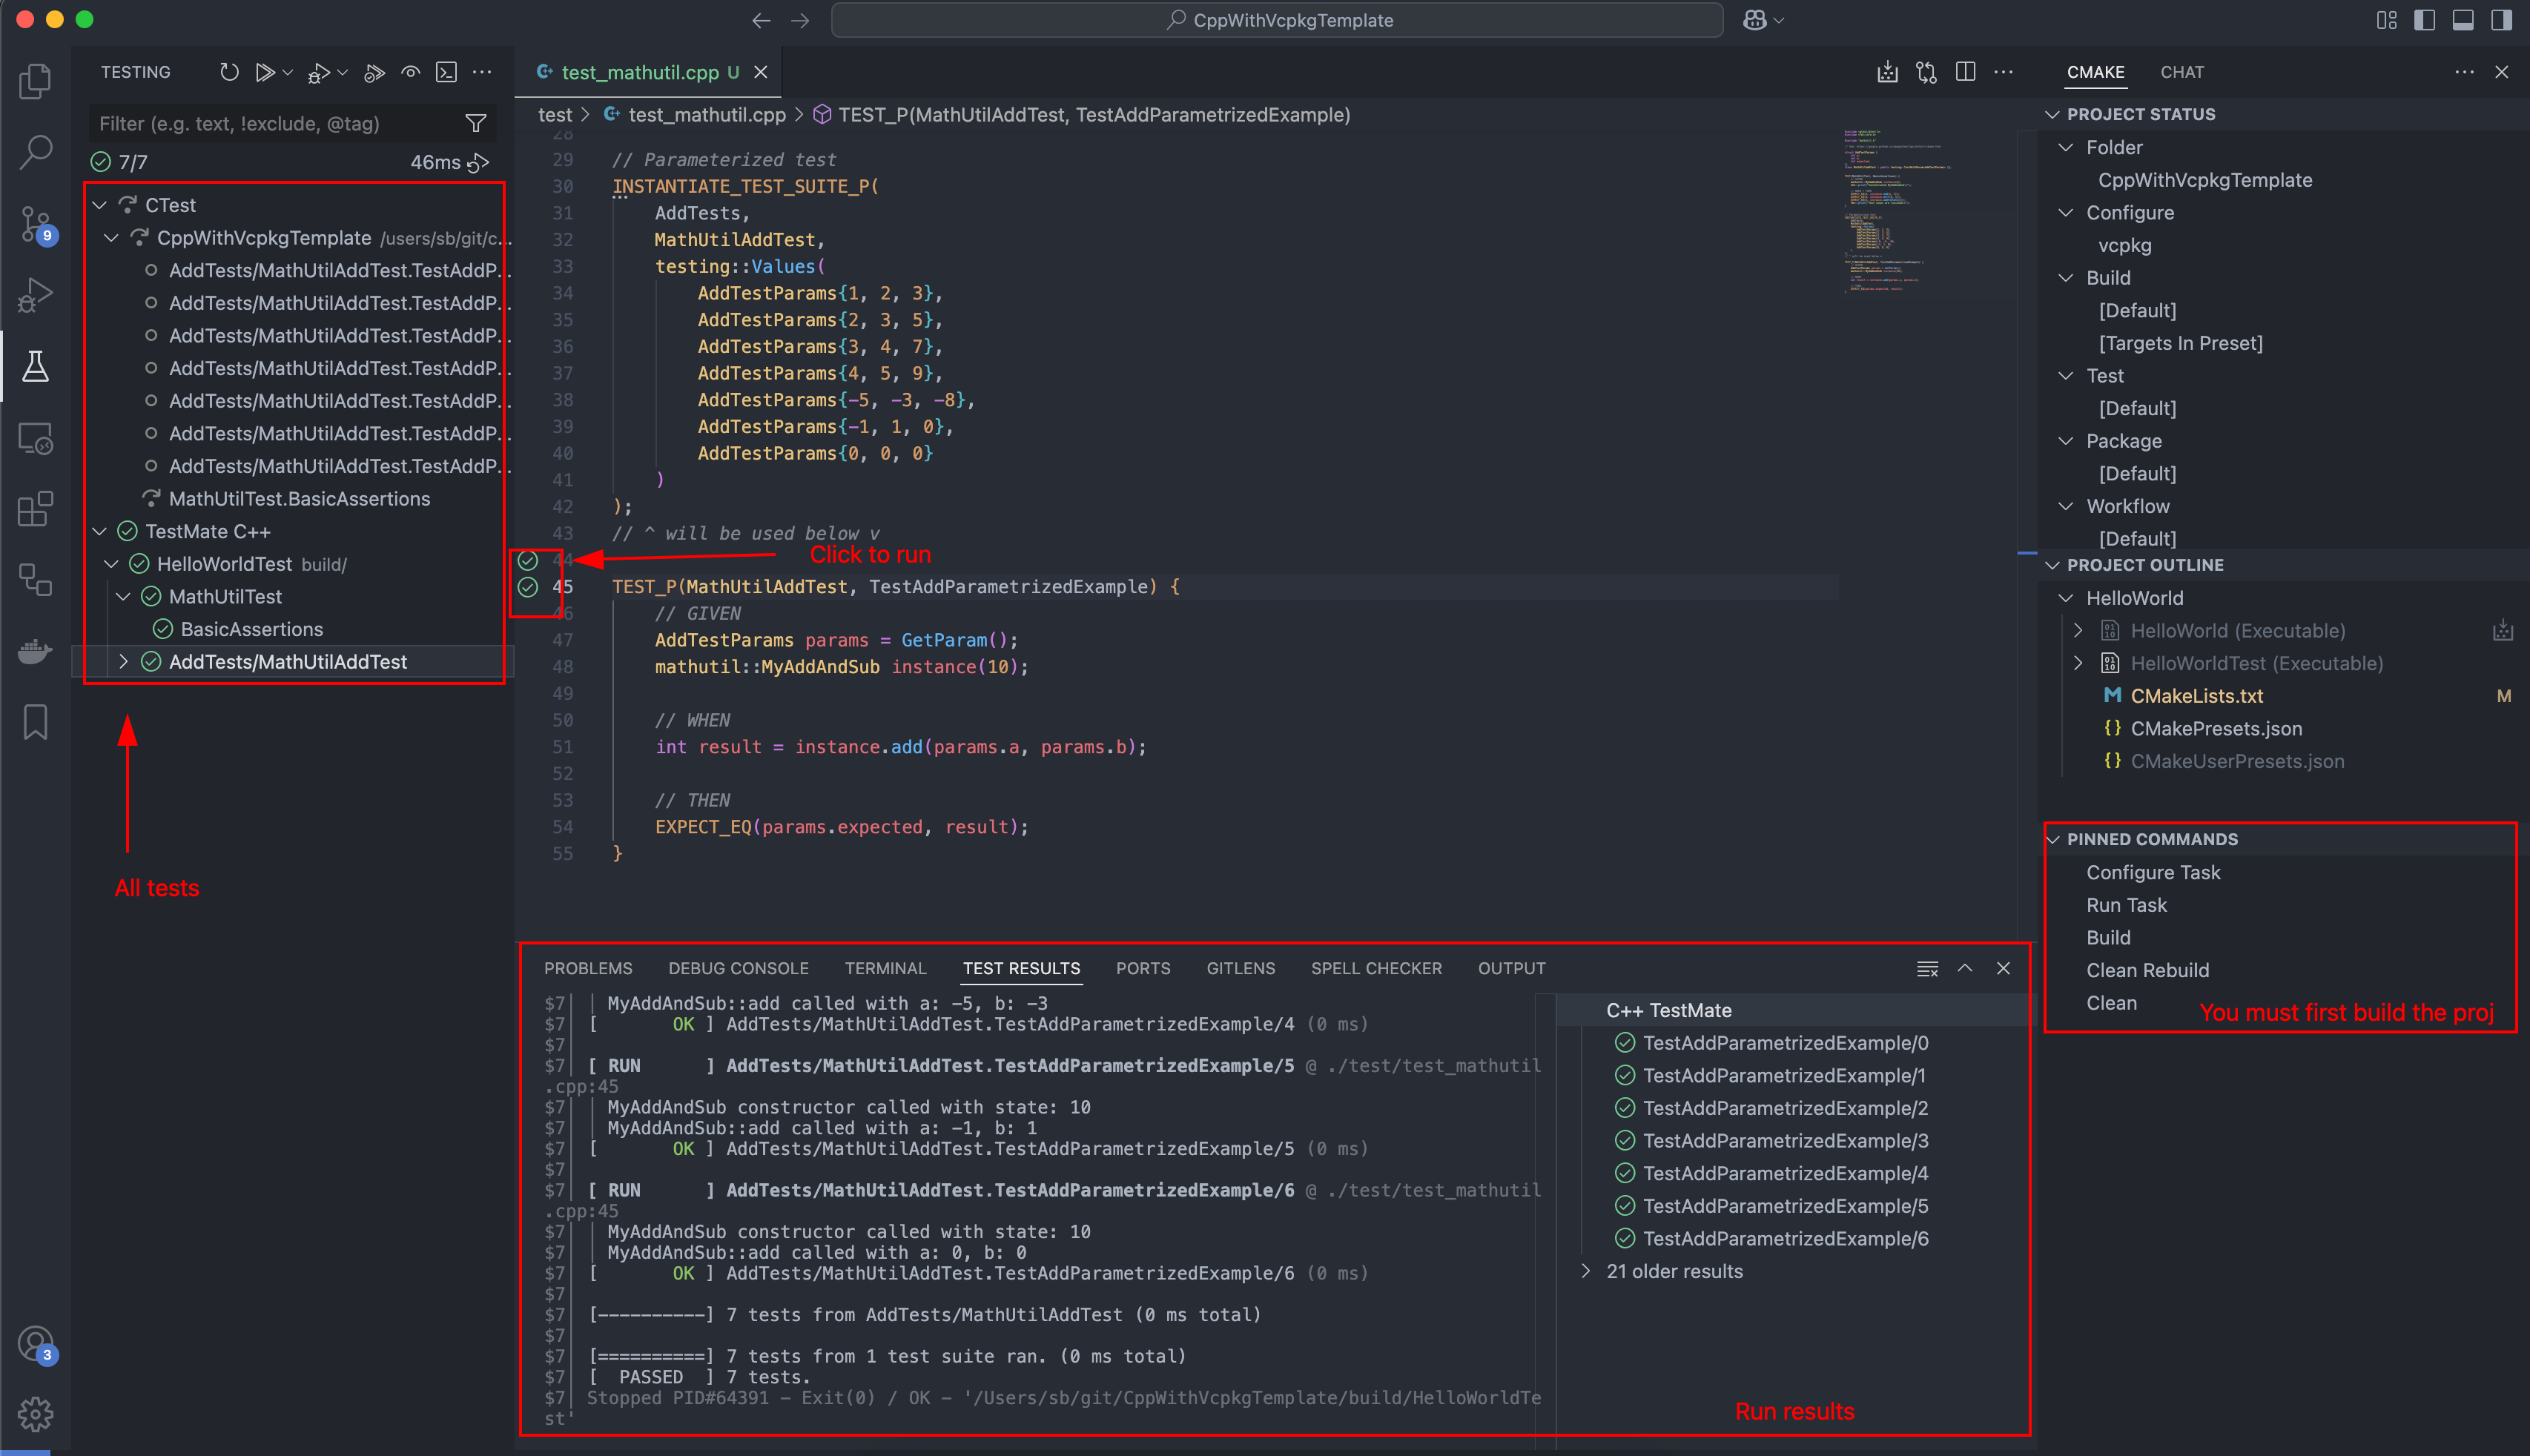 CppWithVcpkgTemplate
TESTING
Filter (e.g. text, !exclude, @tag)
7/7
46ms
CTest
CppWithVcpkgTemplate /users/sb/git/c...
AddTests/MathUtilAddTest.TestAddP...
AddTests/MathUtilAddTest.TestAddP...
AddTests/MathUtilAddTest.TestAddP...
AddTests/MathUtilAddTest.TestAddP...
AddTests/MathUtilAddTest.TestAddP...
AddTests/MathUtilAddTest.TestAddP...
AddTests/MathUtilAddTest.TestAddP...
MathUtilTest.BasicAssertions
TestMate C++
HelloWorldTest build/
MathUtilTest
BasicAssertions
AddTests/MathUtilAddTest
All tests
9
3
test_mathutil.cpp U
test > test_mathutil.cpp > TEST_P(MathUtilAddTest, TestAddParametrizedExample)
28
29 // Parameterized test
30 INSTANTIATE_TEST_SUITE_P(
31 AddTests,
32 MathUtilAddTest,
33 testing::Values(
34 AddTestParams{1, 2, 3},
35 AddTestParams{2, 3, 5},
36 AddTestParams{3, 4, 7},
37 AddTestParams{4, 5, 9},
38 AddTestParams{-5, -3, -8},
39 AddTestParams{-1, 1, 0},
40 AddTestParams{0, 0, 0}
41 )
42 );
43 // ^ will be used below v
44
Click to run
45 TEST_P(MathUtilAddTest, TestAddParametrizedExample) {
46 // GIVEN
47 AddTestParams params = GetParam();
48 mathutil::MyAddAndSub instance(10);
49
50 // WHEN
51 int result = instance.add(params.a, params.b);
52
53 // THEN
54 EXPECT_EQ(params.expected, result);
55 }
PROBLEMS DEBUG CONSOLE TERMINAL TEST RESULTS PORTS GITLENS SPELL CHECKER OUTPUT
$7| | MyAddAndSub::add called with a: -5, b: -3
$7| [ OK ] AddTests/MathUtilAddTest.TestAddParametrizedExample/4 (0 ms)
$7|
$7| [ RUN ] AddTests/MathUtilAddTest.TestAddParametrizedExample/5 @ ./test/test_mathutil
.cpp:45
$7| | MyAddAndSub constructor called with state: 10
$7| | MyAddAndSub::add called with a: -1, b: 1
$7| [ OK ] AddTests/MathUtilAddTest.TestAddParametrizedExample/5 (0 ms)
$7|
$7| [ RUN ] AddTests/MathUtilAddTest.TestAddParametrizedExample/6 @ ./test/test_mathutil
.cpp:45
$7| | MyAddAndSub constructor called with state: 10
$7| | MyAddAndSub::add called with a: 0, b: 0
$7| [ OK ] AddTests/MathUtilAddTest.TestAddParametrizedExample/6 (0 ms)
$7|
$7| [----------] 7 tests from AddTests/MathUtilAddTest (0 ms total)
$7|
$7| [==========] 7 tests from 1 test suite ran. (0 ms total)
$7| [ PASSED ] 7 tests.
$7| Stopped PID#64391 - Exit(0) / OK - '/Users/sb/git/CppWithVcpkgTemplate/build/HelloWorldTe
st'
C++ TestMate
TestAddParametrizedExample/0
TestAddParametrizedExample/1
TestAddParametrizedExample/2
TestAddParametrizedExample/3
TestAddParametrizedExample/4
TestAddParametrizedExample/5
TestAddParametrizedExample/6
21 older results
Run results
CMAKE CHAT
PROJECT STATUS
Folder
CppWithVcpkgTemplate
Configure
vcpkg
Build
[Default]
[Targets In Preset]
Test
[Default]
Package
[Default]
Workflow
[Default]
PROJECT OUTLINE
HelloWorld
HelloWorld (Executable)
HelloWorldTest (Executable)
CMakeLists.txt M
CMakePresets.json
CMakeUserPresets.json
PINNED COMMANDS
Configure Task
Run Task
Build
Clean Rebuild
Clean
You must first build the proj